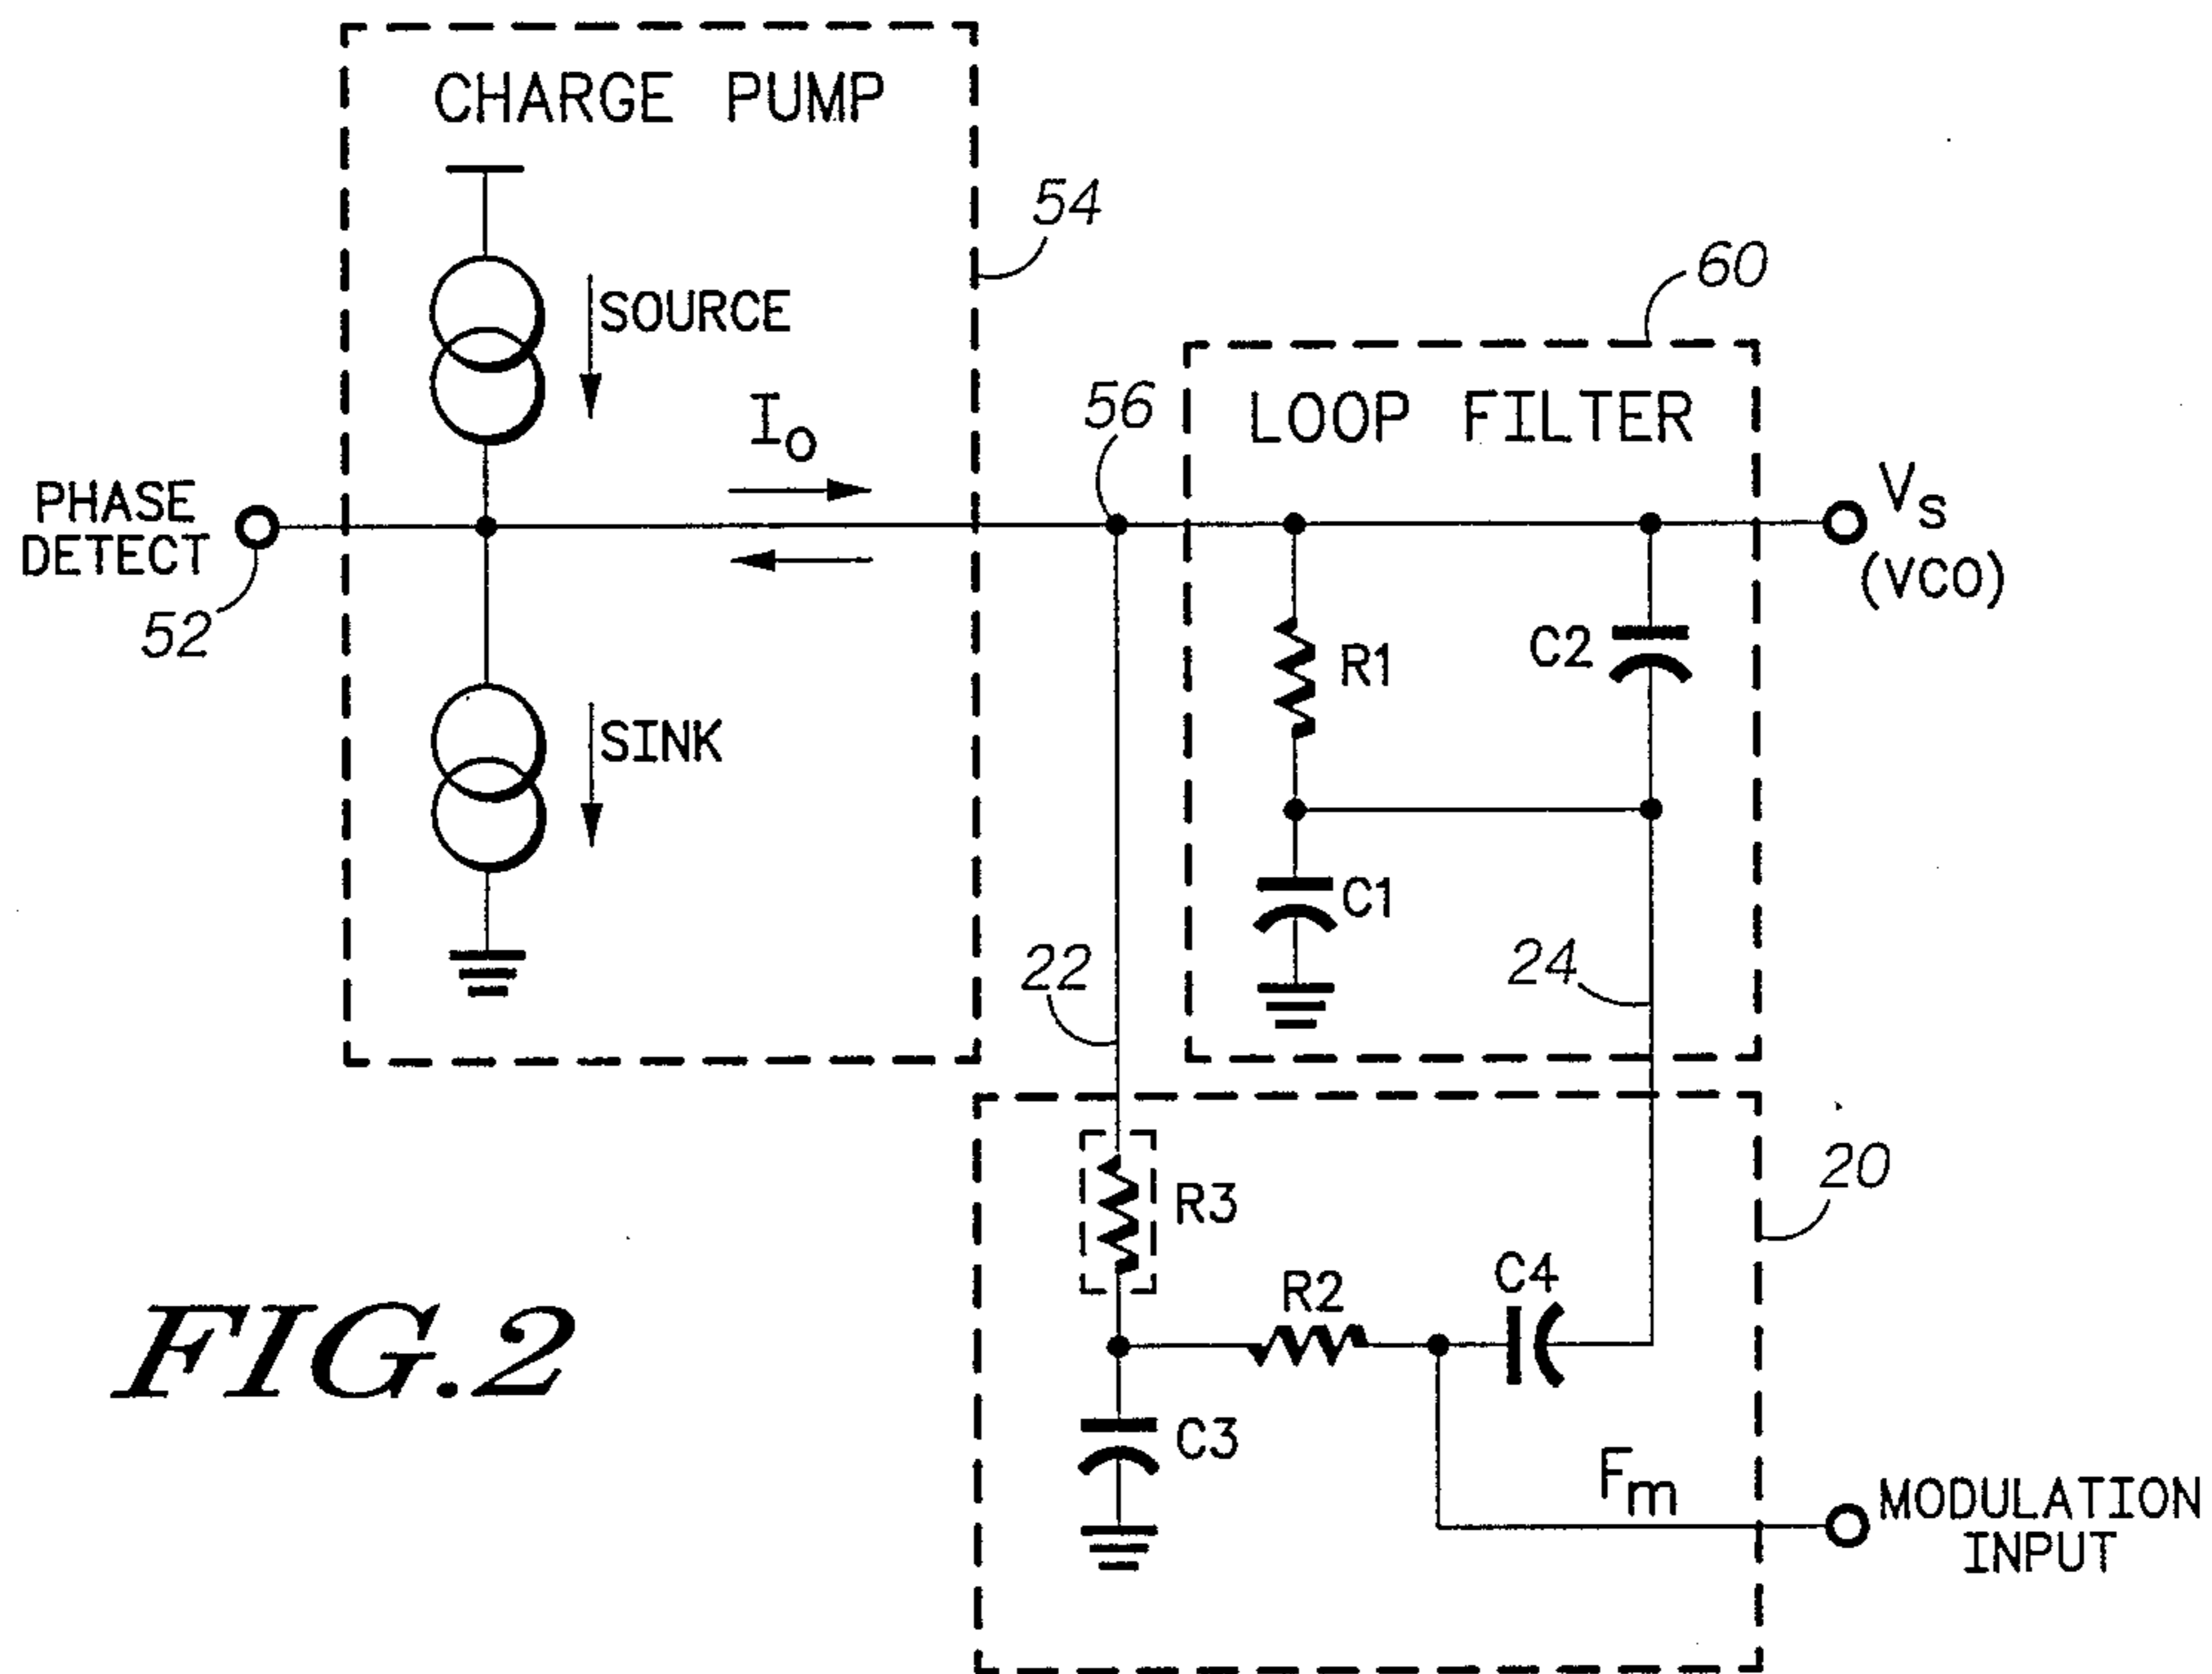 CHARGE PUMP
54
SOURCE
60
I₀
56
LOOP FILTER
PHASE
DETECT
Vs
(VCO)
52
R1
C2
SINK
C1
22
24
20
R3
R2
C4
C3
Fm
MODULATION
INPUT
FIG.2